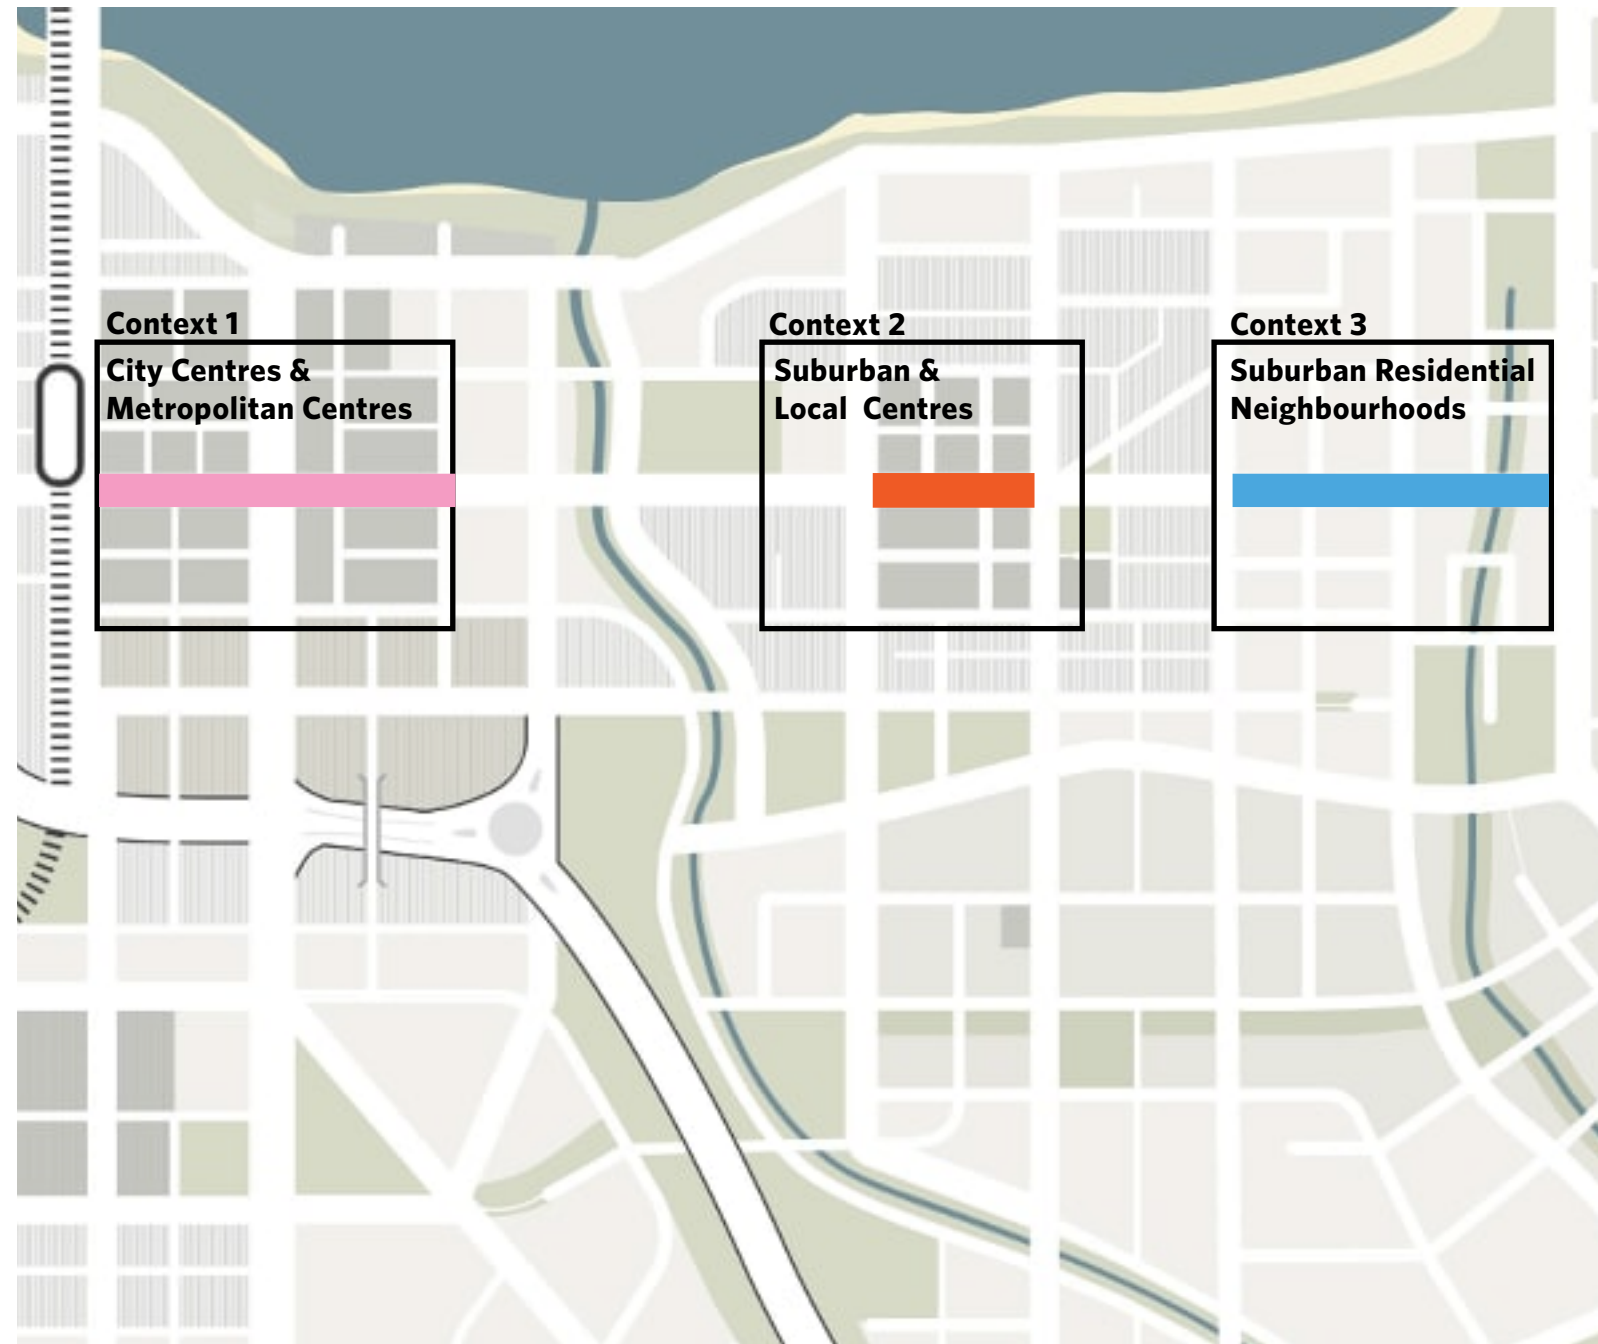 Context 1
City Centres &
Metropolitan Centres
Context 2
Suburban &
Local Centres
Context 3
Suburban Residential
Neighbourhoods